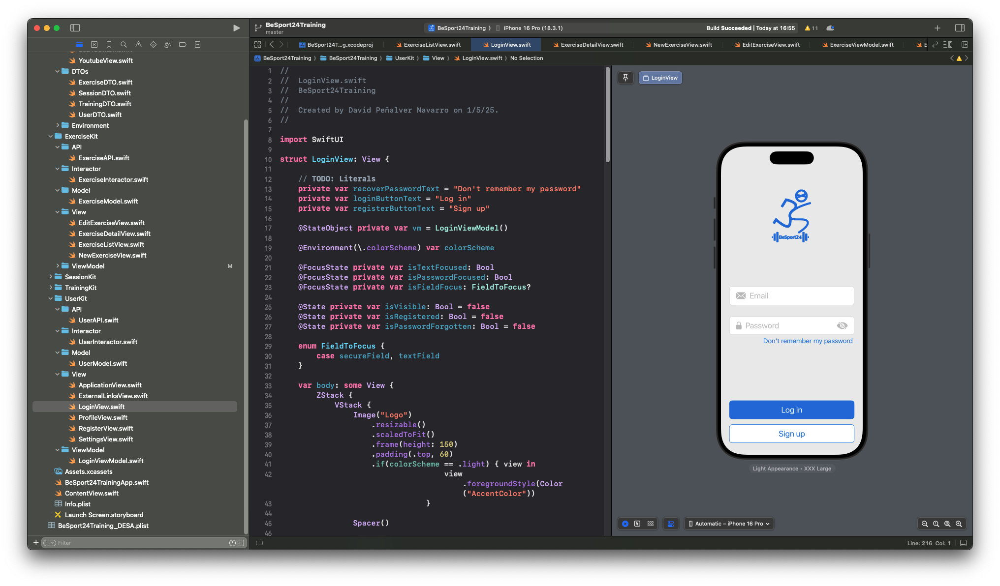 BeSport24Training
master
BeSport24Training
iPhone 16 Pro (18.3.1)
Build Succeeded | Today at 16:55
11
BeSport24T...g.xcodeproj
ExerciseListView.swift
LoginView.swift
ExerciseDetailView.swift
NewExerciseView.swift
EditExerciseView.swift
ExerciseViewModel.swift
E
BeSport24Training
BeSport24Training
UserKit
View
LoginView.swift
No Selection
YoutubeView.swift
DTOs
ExerciseDTO.swift
SessionDTO.swift
TrainingDTO.swift
UserDTO.swift
Environment
ExerciseKit
API
ExerciseAPI.swift
Interactor
ExerciseInteractor.swift
Model
ExerciseModel.swift
View
EditExerciseView.swift
ExerciseDetailView.swift
ExerciseListView.swift
NewExerciseView.swift
ViewModel M
SessionKit
TrainingKit
UserKit
API
UserAPI.swift
Interactor
UserInteractor.swift
Model
UserModel.swift
View
ApplicationView.swift
ExternalLinksView.swift
LoginView.swift
ProfileView.swift
RegisterView.swift
SettingsView.swift
ViewModel
LoginViewModel.swift
Assets.xcassets
BeSport24TrainingApp.swift
ContentView.swift
Info.plist
Launch Screen.storyboard
BeSport24Training_DESA.plist
Filter
1 //
2 //  LoginView.swift
3 //  BeSport24Training
4 //
5 //  Created by David Peñalver Navarro on 1/5/25.
6 //
7
8 import SwiftUI
9
10 struct LoginView: View {
11
12     // TODO: Literals
13     private var recoverPasswordText = "Don't remember my password"
14     private var loginButtonText = "Log in"
15     private var registerButtonText = "Sign up"
16
17     @StateObject private var vm = LoginViewModel()
18
19     @Environment(\.colorScheme) var colorScheme
20
21     @FocusState private var isTextFocused: Bool
22     @FocusState private var isPasswordFocused: Bool
23     @FocusState private var isFieldFocus: FieldToFocus?
24
25     @State private var isVisible: Bool = false
26     @State private var isRegistered: Bool = false
27     @State private var isPasswordForgotten: Bool = false
28
29     enum FieldToFocus {
30         case secureField, textField
31     }
32
33     var body: some View {
34         ZStack {
35             VStack {
36                 Image("Logo")
37                     .resizable()
38                     .scaledToFit()
39                     .frame(height: 150)
40                     .padding(.top, 60)
41                     .if(colorScheme == .light) { view in
42                                     view
                                        .foregroundStyle(Color
                                        ("AccentColor"))
43                                 }
44
45                 Spacer()
46
LoginView
BeSport24
Email
Password
Don't remember my password
Log in
Sign up
Light Appearance • XXX Large
Automatic – iPhone 16 Pro
Line: 216 Col: 1